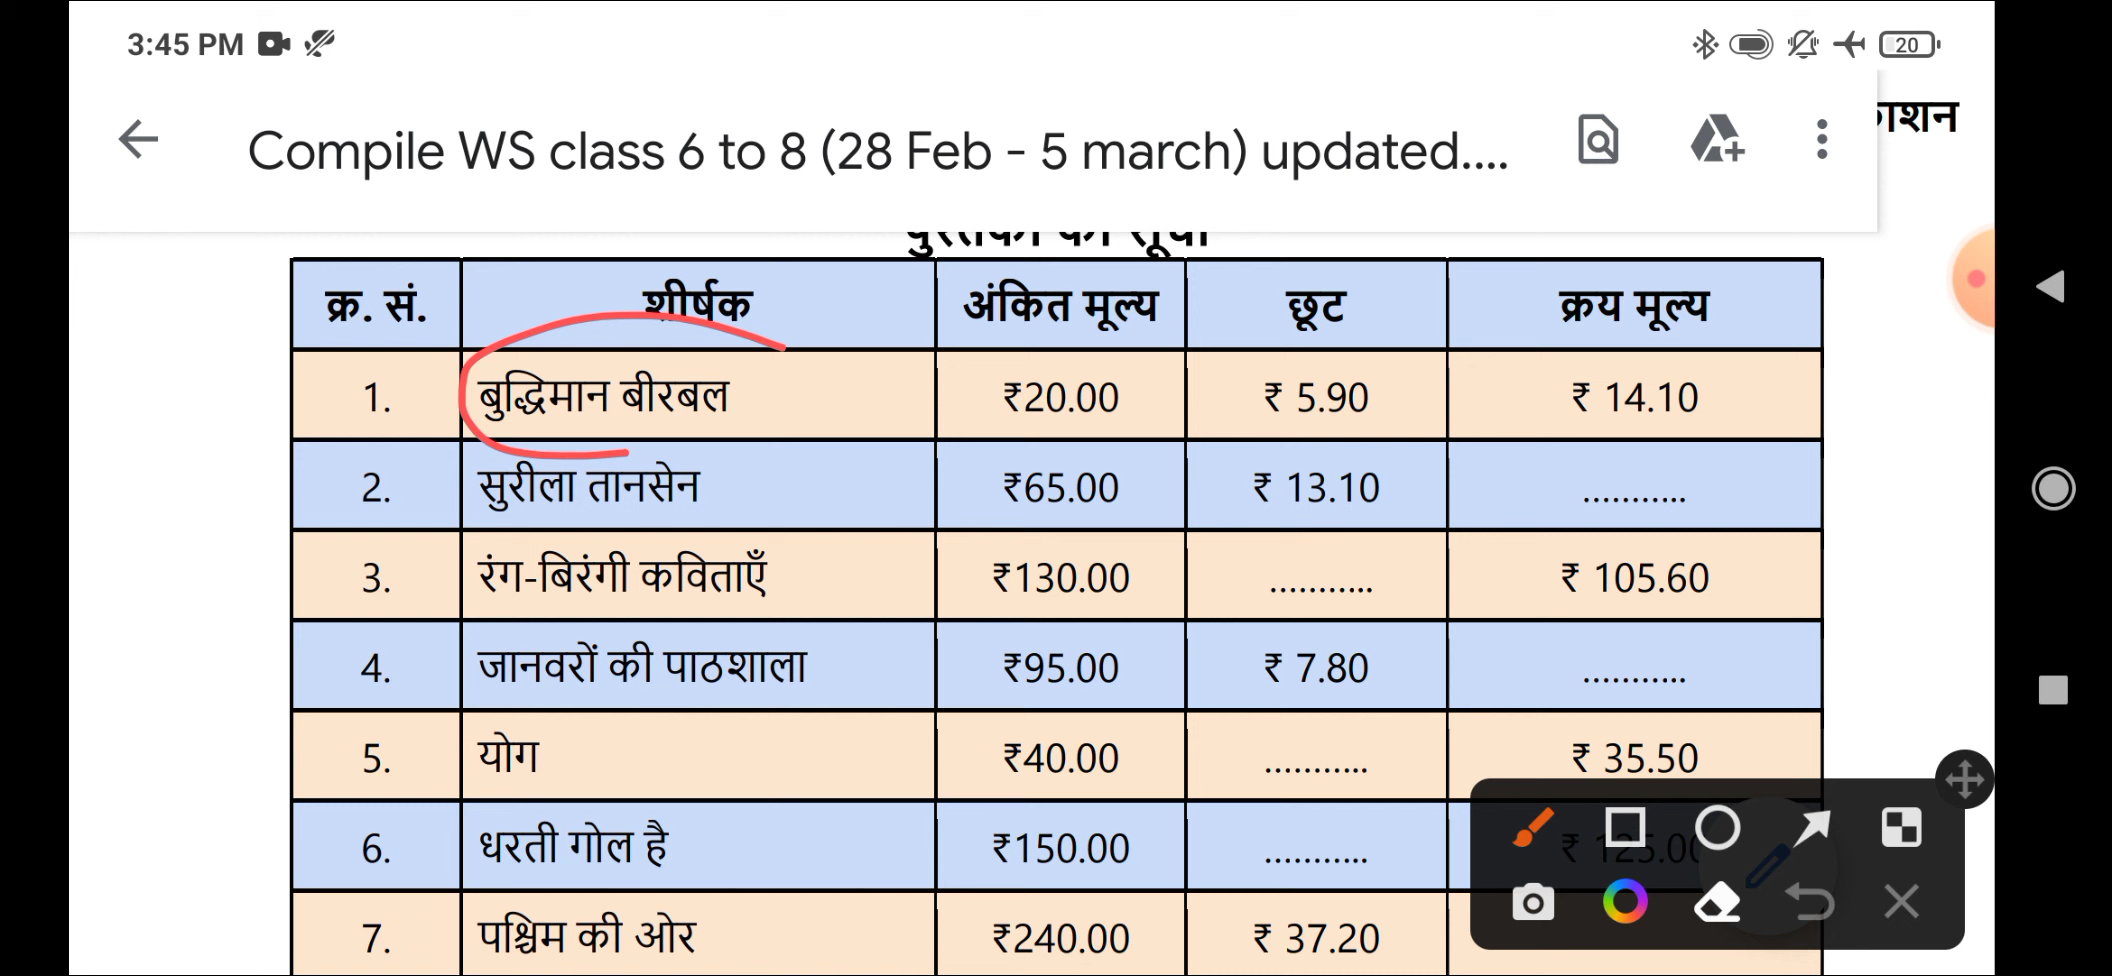 3:45 PM
20
Compile WS class 6 to 8 (28 Feb - 5 march) updated....
पुस्तकों की सूची
क्र. सं. शीर्षक अंकित मूल्य छूट क्रय मूल्य
1. बुद्धिमान बीरबल ₹20.00 ₹ 5.90 ₹ 14.10
2. सुरीला तानसेन ₹65.00 ₹ 13.10 ...........
3. रंग-बिरंगी कविताएँ ₹130.00 ........... ₹ 105.60
4. जानवरों की पाठशाला ₹95.00 ₹ 7.80 ...........
5. योग ₹40.00 ........... ₹ 35.50
6. धरती गोल है ₹150.00 ........... ₹ 125.00
7. पश्चिम की ओर ₹240.00 ₹ 37.20